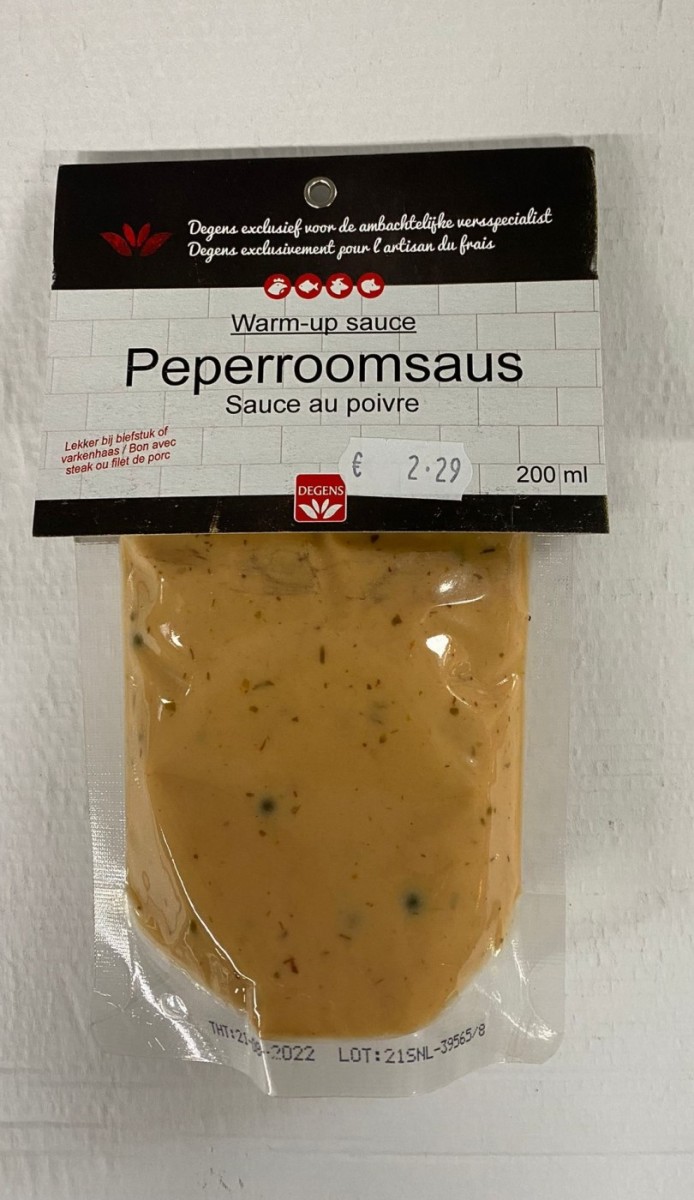 Degens exclusief voor de ambachtelijke versspecialist
Degens exclusivement pour l'artisan du frais
Warm-up sauce
Peperroomsaus
Sauce au poivre
Lekker bij biefstuk of
varkenhaas / Bon avec
steak ou filet de porc
€ 2.29
200 ml
DEGENS
2022 LOT:21SNL-39565/8